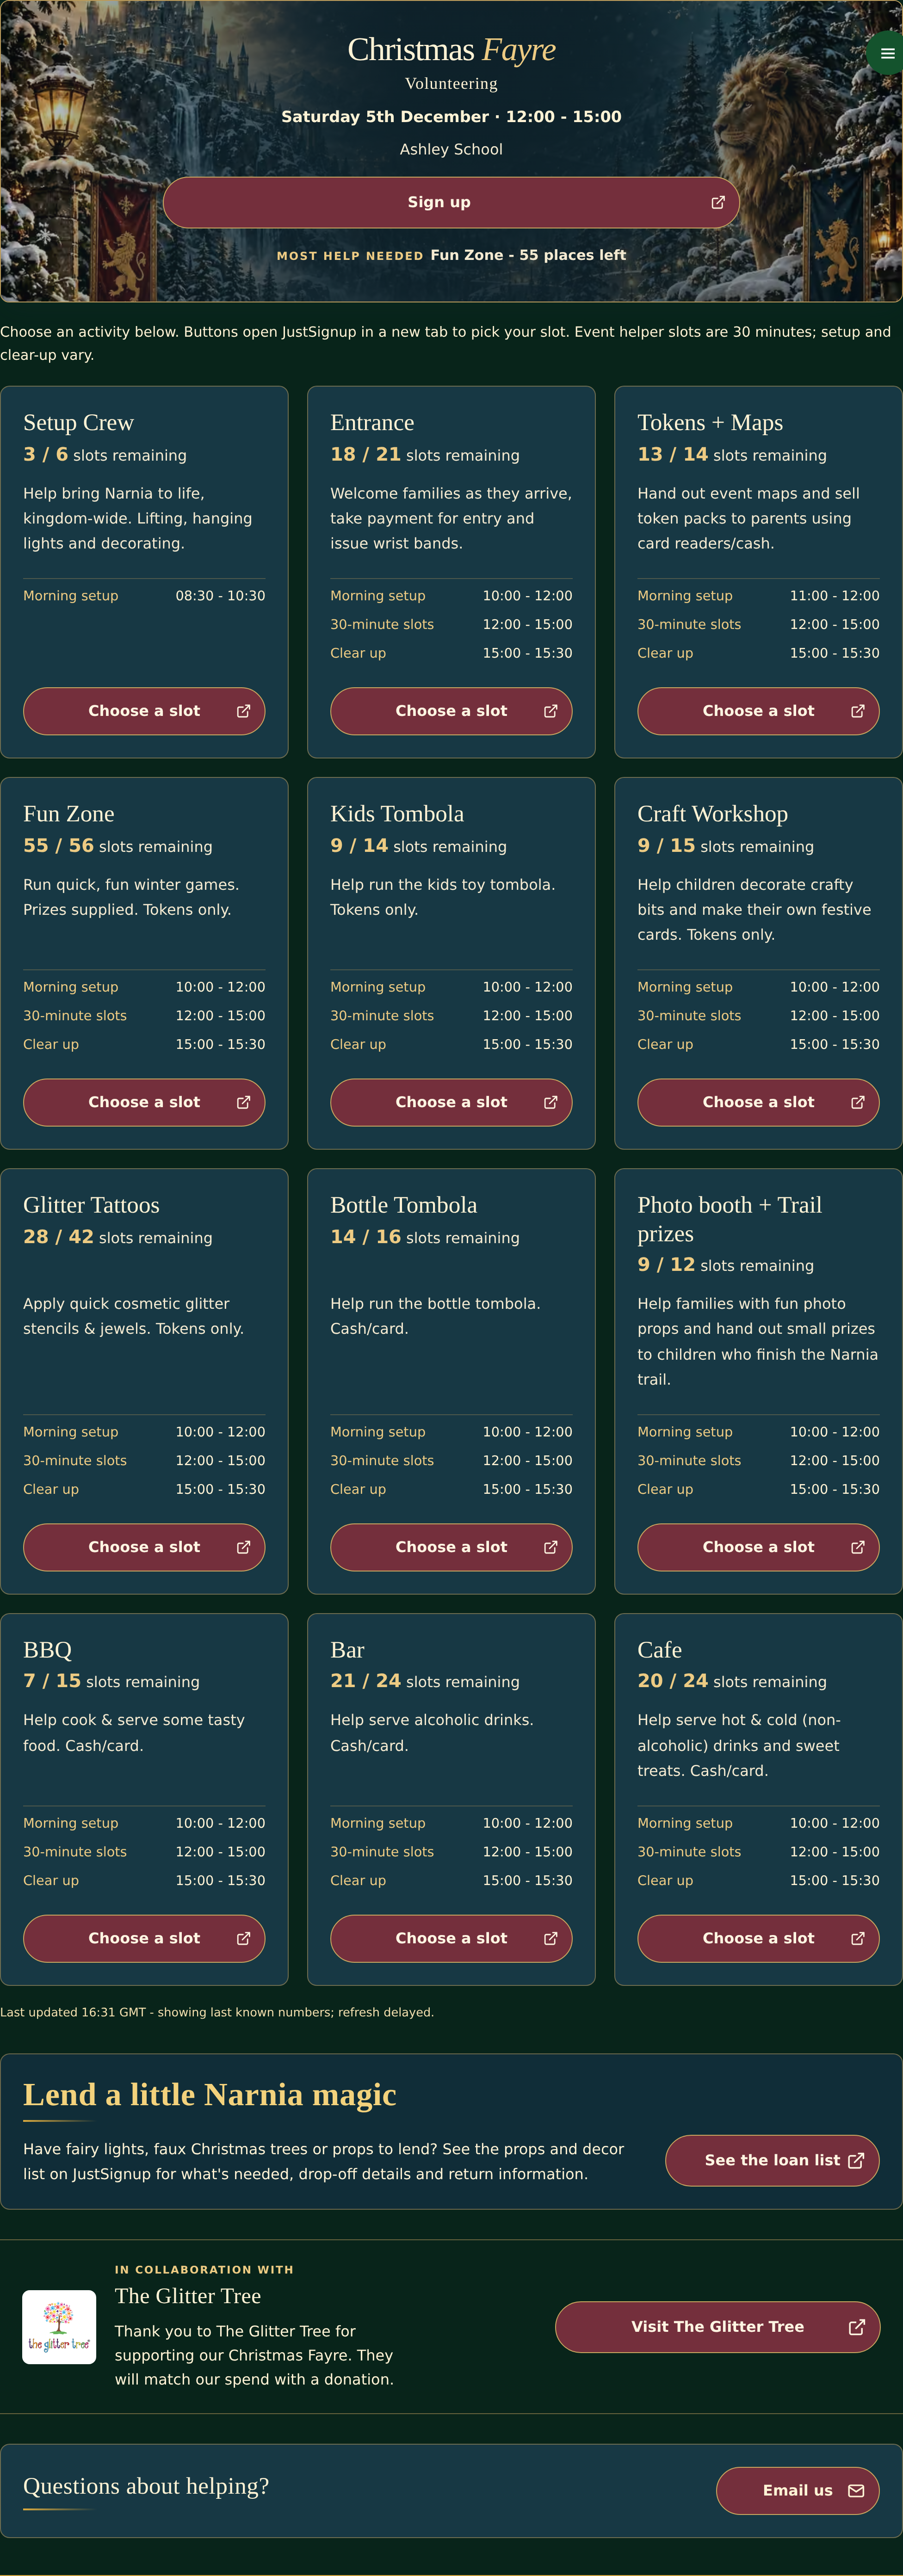 Christmas Fayre
Volunteering
Saturday 5th December · 12:00 - 15:00
Ashley School
Sign up
MOST HELP NEEDED Fun Zone - 55 places left
Choose an activity below. Buttons open JustSignup in a new tab to pick your slot. Event helper slots are 30 minutes; setup and
clear-up vary.
Setup Crew
3 / 6 slots remaining
Help bring Narnia to life,
kingdom-wide. Lifting, hanging
lights and decorating.
Morning setup 08:30 - 10:30
Choose a slot
Entrance
18 / 21 slots remaining
Welcome families as they arrive,
take payment for entry and
issue wrist bands.
Morning setup 10:00 - 12:00
30-minute slots 12:00 - 15:00
Clear up 15:00 - 15:30
Choose a slot
Tokens + Maps
13 / 14 slots remaining
Hand out event maps and sell
token packs to parents using
card readers/cash.
Morning setup 11:00 - 12:00
30-minute slots 12:00 - 15:00
Clear up 15:00 - 15:30
Choose a slot
Fun Zone
55 / 56 slots remaining
Run quick, fun winter games.
Prizes supplied. Tokens only.
Morning setup 10:00 - 12:00
30-minute slots 12:00 - 15:00
Clear up 15:00 - 15:30
Choose a slot
Kids Tombola
9 / 14 slots remaining
Help run the kids toy tombola.
Tokens only.
Morning setup 10:00 - 12:00
30-minute slots 12:00 - 15:00
Clear up 15:00 - 15:30
Choose a slot
Craft Workshop
9 / 15 slots remaining
Help children decorate crafty
bits and make their own festive
cards. Tokens only.
Morning setup 10:00 - 12:00
30-minute slots 12:00 - 15:00
Clear up 15:00 - 15:30
Choose a slot
Glitter Tattoos
28 / 42 slots remaining
Apply quick cosmetic glitter
stencils & jewels. Tokens only.
Morning setup 10:00 - 12:00
30-minute slots 12:00 - 15:00
Clear up 15:00 - 15:30
Choose a slot
Bottle Tombola
14 / 16 slots remaining
Help run the bottle tombola.
Cash/card.
Morning setup 10:00 - 12:00
30-minute slots 12:00 - 15:00
Clear up 15:00 - 15:30
Choose a slot
Photo booth + Trail
prizes
9 / 12 slots remaining
Help families with fun photo
props and hand out small prizes
to children who finish the Narnia
trail.
Morning setup 10:00 - 12:00
30-minute slots 12:00 - 15:00
Clear up 15:00 - 15:30
Choose a slot
BBQ
7 / 15 slots remaining
Help cook & serve some tasty
food. Cash/card.
Morning setup 10:00 - 12:00
30-minute slots 12:00 - 15:00
Clear up 15:00 - 15:30
Choose a slot
Bar
21 / 24 slots remaining
Help serve alcoholic drinks.
Cash/card.
Morning setup 10:00 - 12:00
30-minute slots 12:00 - 15:00
Clear up 15:00 - 15:30
Choose a slot
Cafe
20 / 24 slots remaining
Help serve hot & cold (non-
alcoholic) drinks and sweet
treats. Cash/card.
Morning setup 10:00 - 12:00
30-minute slots 12:00 - 15:00
Clear up 15:00 - 15:30
Choose a slot
Last updated 16:31 GMT - showing last known numbers; refresh delayed.
Lend a little Narnia magic
Have fairy lights, faux Christmas trees or props to lend? See the props and decor
list on JustSignup for what's needed, drop-off details and return information.
See the loan list
the glitter tree
IN COLLABORATION WITH
The Glitter Tree
Thank you to The Glitter Tree for
supporting our Christmas Fayre. They
will match our spend with a donation.
Visit The Glitter Tree
Questions about helping?
Email us